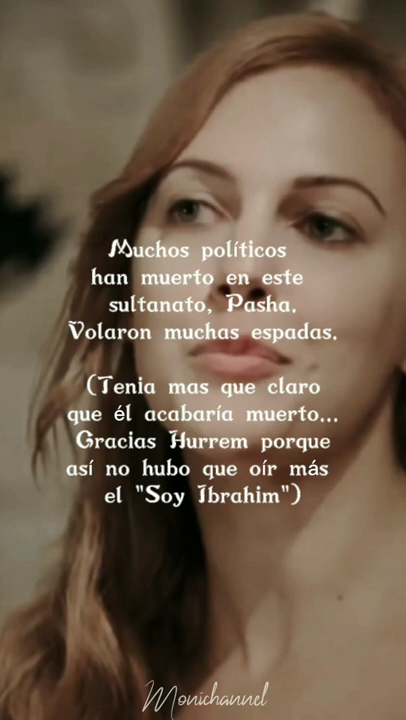 Muchos políticos
han muerto en este
sultanato, Pasha.
Volaron muchas espadas.
(Tenia mas que claro
que él acabaría muerto...
Gracias Hurrem porque
así no hubo que oír más
el "Soy Ibrahim")
Monichannel